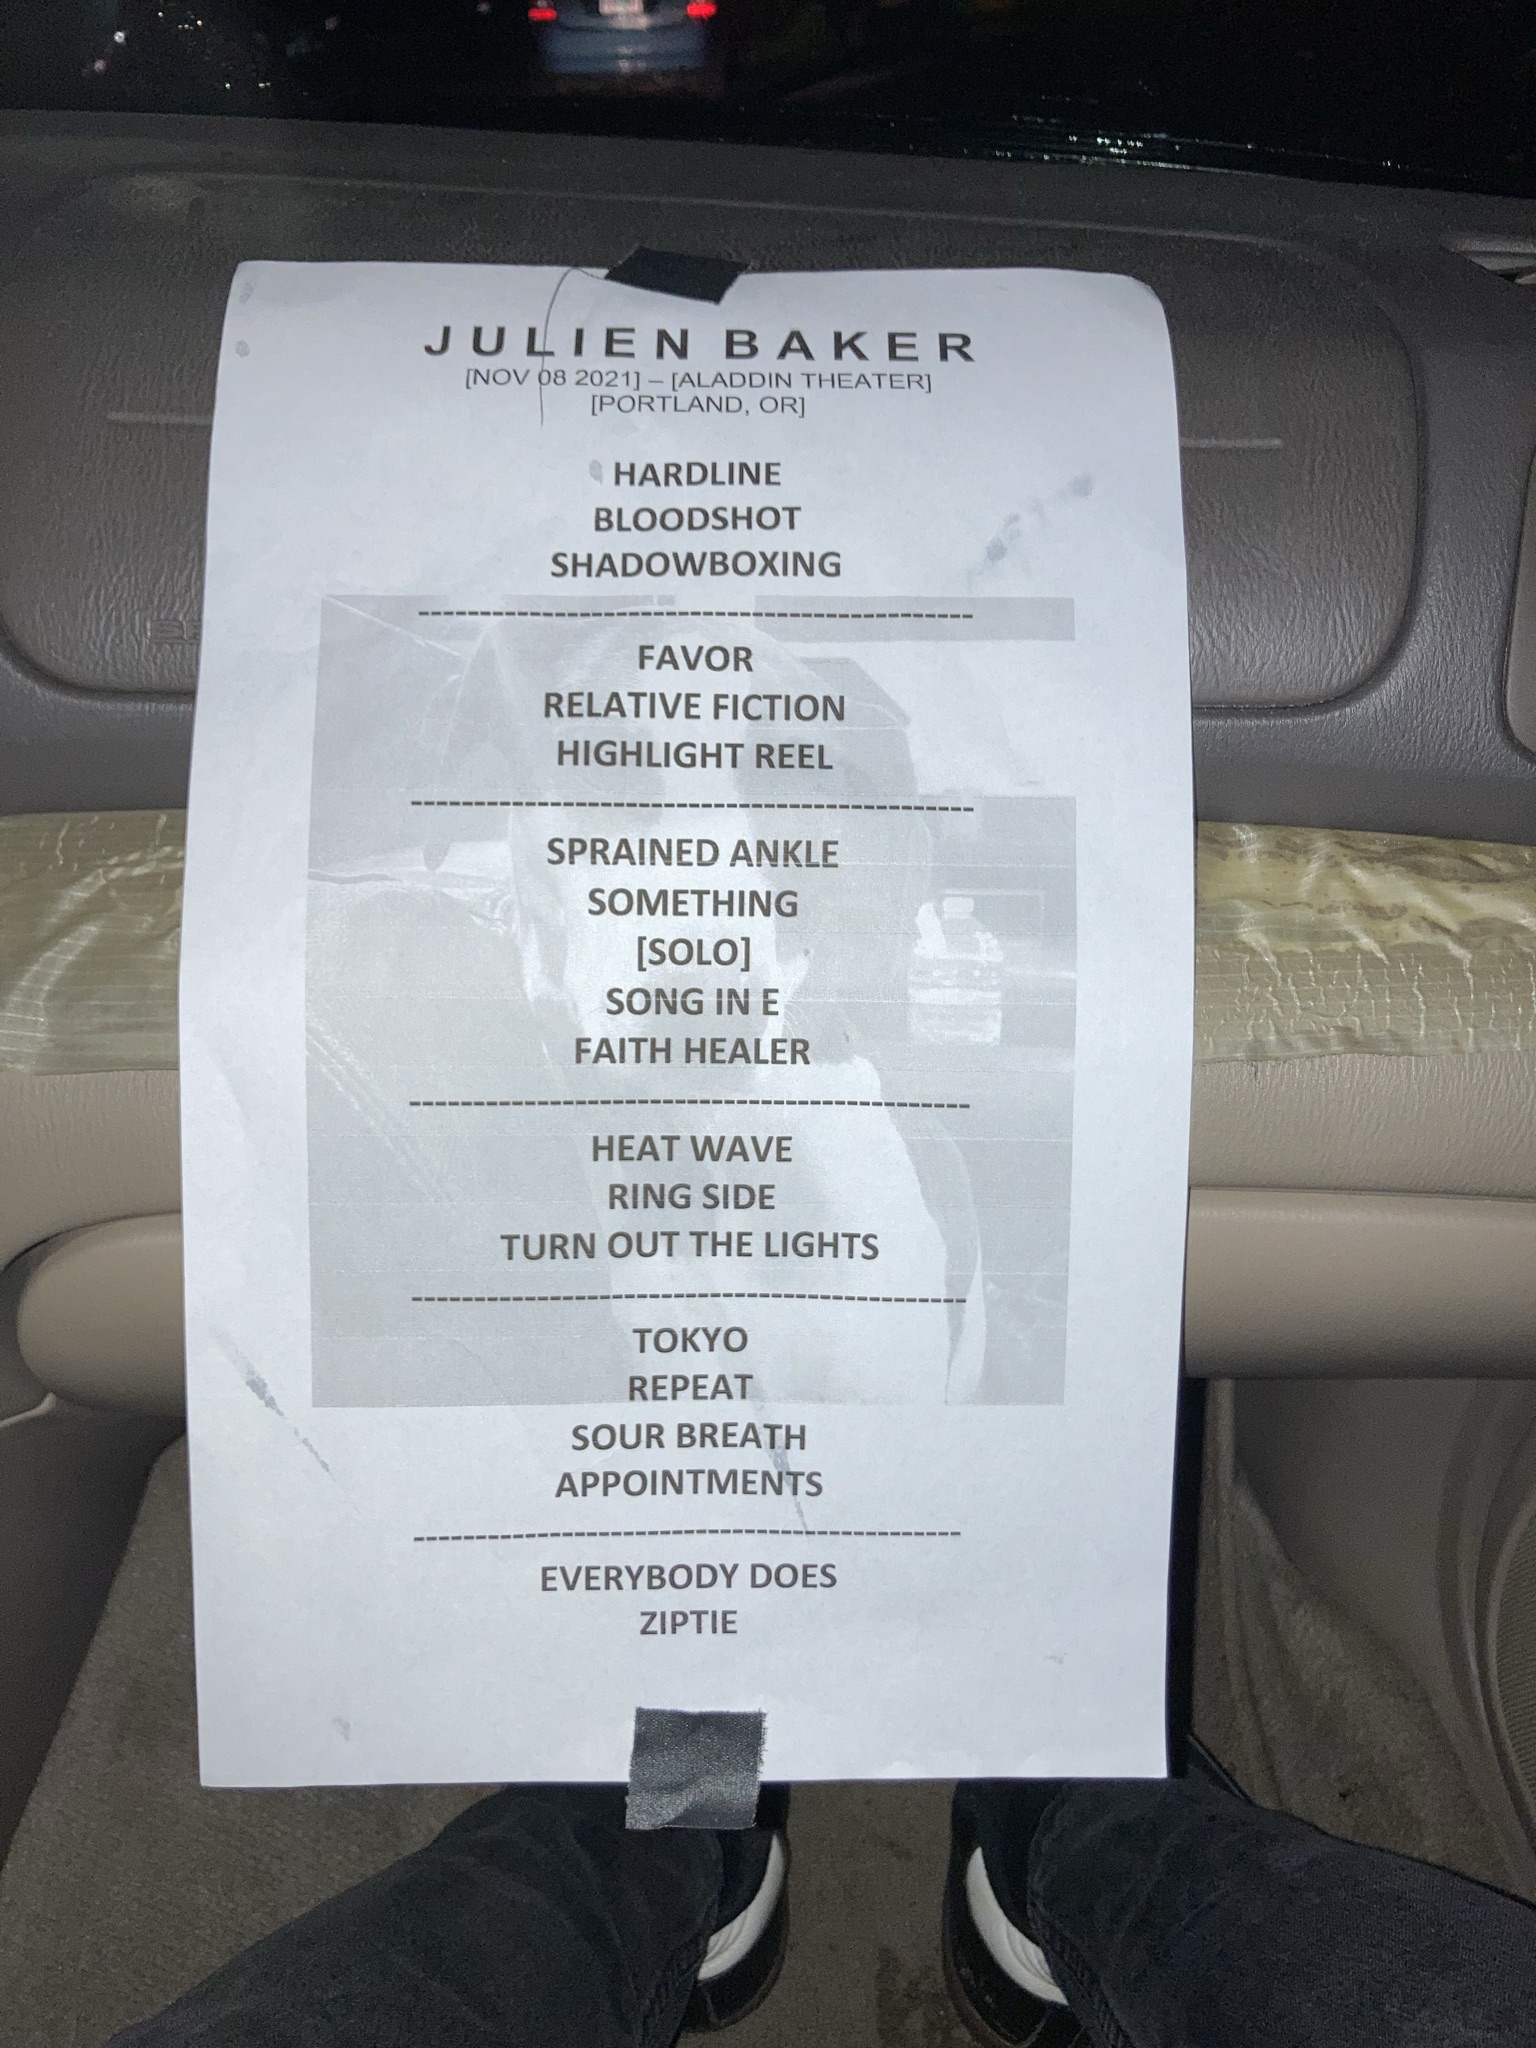 JULIEN BAKER
[NOV 08 2021] – [ALADDIN THEATER]
[PORTLAND, OR]
HARDLINE
BLOODSHOT
SHADOWBOXING
FAVOR
RELATIVE FICTION
HIGHLIGHT REEL
SPRAINED ANKLE
SOMETHING
[SOLO]
SONG IN E
FAITH HEALER
HEAT WAVE
RING SIDE
TURN OUT THE LIGHTS
TOKYO
REPEAT
SOUR BREATH
APPOINTMENTS
EVERYBODY DOES
ZIPTIE